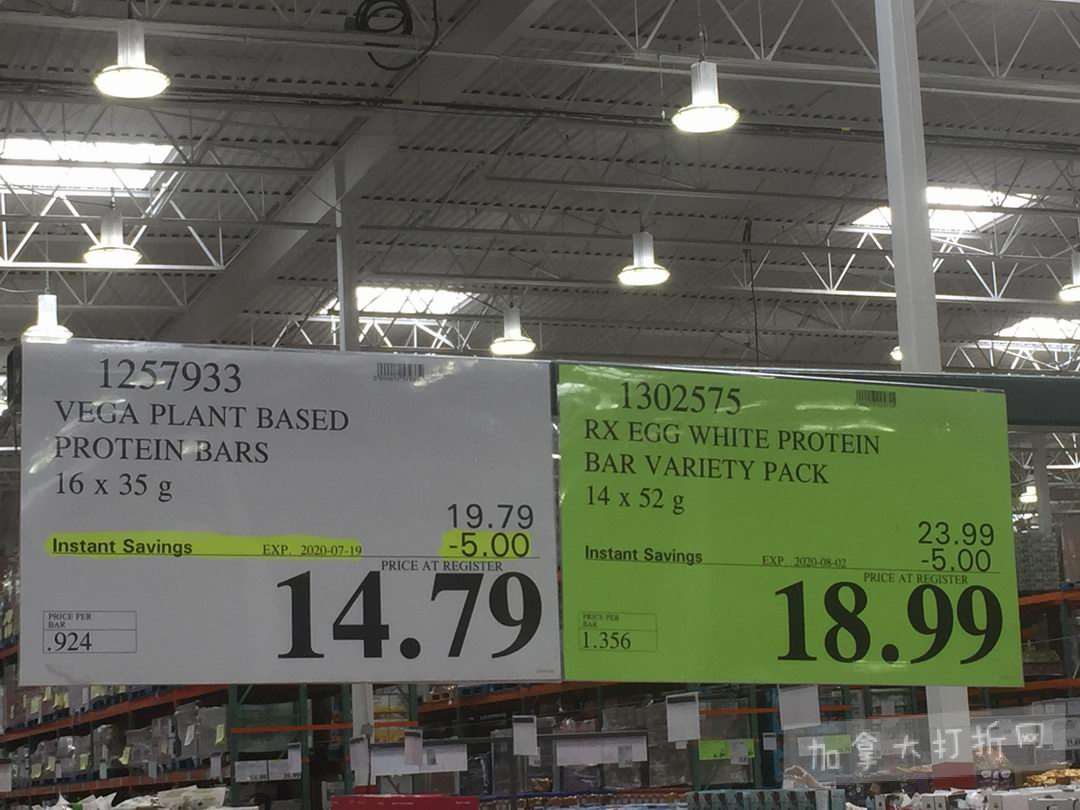 1257933
VEGA PLANT BASED
PROTEIN BARS
16 x 35 g
19.79
Instant Savings EXP. 2020-07-19 -5.00
PRICE AT REGISTER
14.79
PRICE PER
BAR
.924
1302575
RX EGG WHITE PROTEIN
BAR VARIETY PACK
14 x 52 g
23.99
Instant Savings EXP 2020-08-02 -5.00
PRICE AT REGISTER
18.99
PRICE PER
BAR
1.356
加拿大打折网